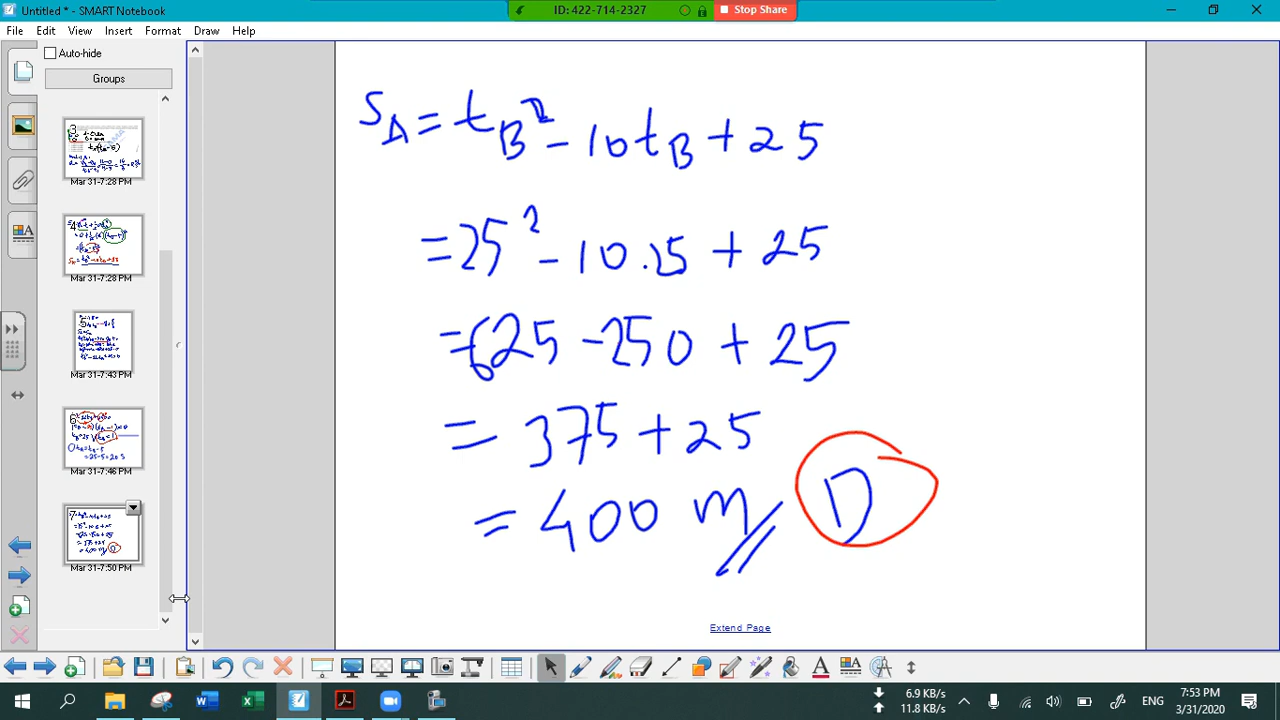 Untitled * - SMART Notebook
ID: 422-714-2327
Stop Share
File Edit View Insert Format Draw Help
Auto-hide
Groups
Mar 31-7:28 PM
Mar 31-7:28 PM
Mar 31-7:43 PM
Mar 31-7:46 PM
Mar 31-7:50 PM
S_A = t_B² - 10t_B + 25
= 25² - 10.25 + 25
= 625 - 250 + 25
= 375 + 25
= 400 m D
Extend Page
6.9 KB/s
11.8 KB/s
ENG
7:53 PM
3/31/2020